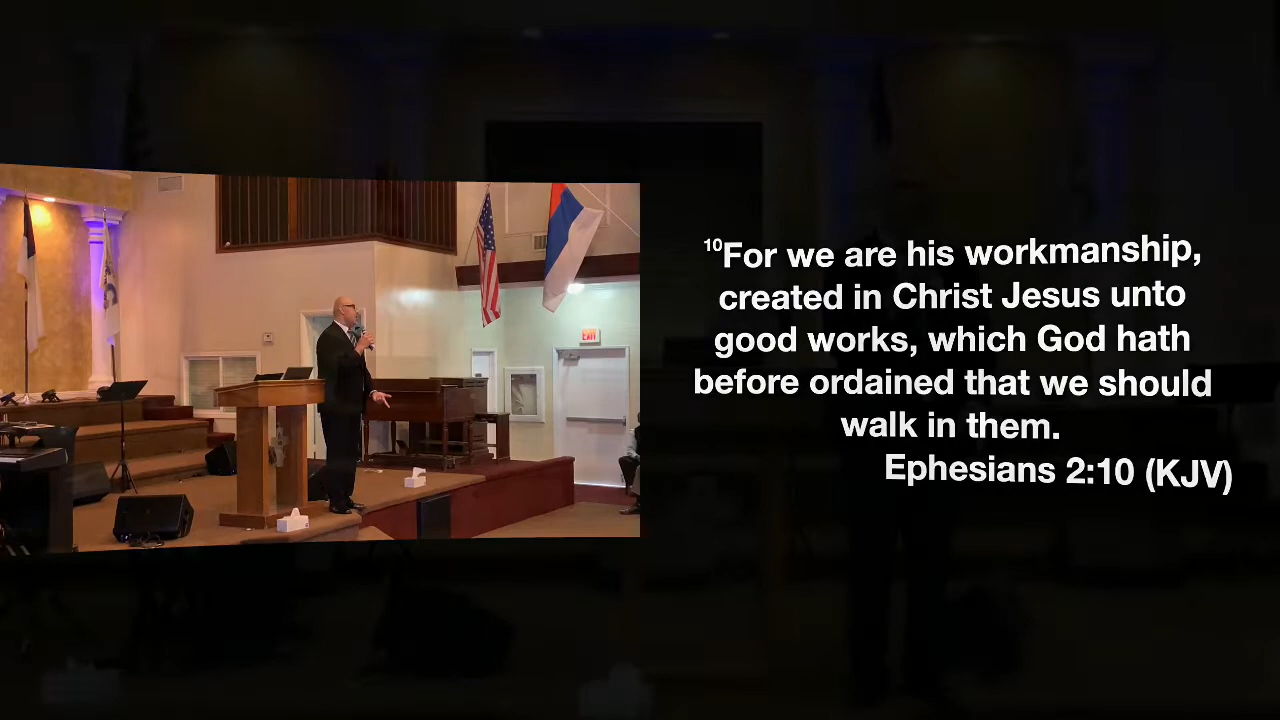 ¹⁰For we are his workmanship,
created in Christ Jesus unto
good works, which God hath
before ordained that we should
walk in them.
Ephesians 2:10 (KJV)
EXIT